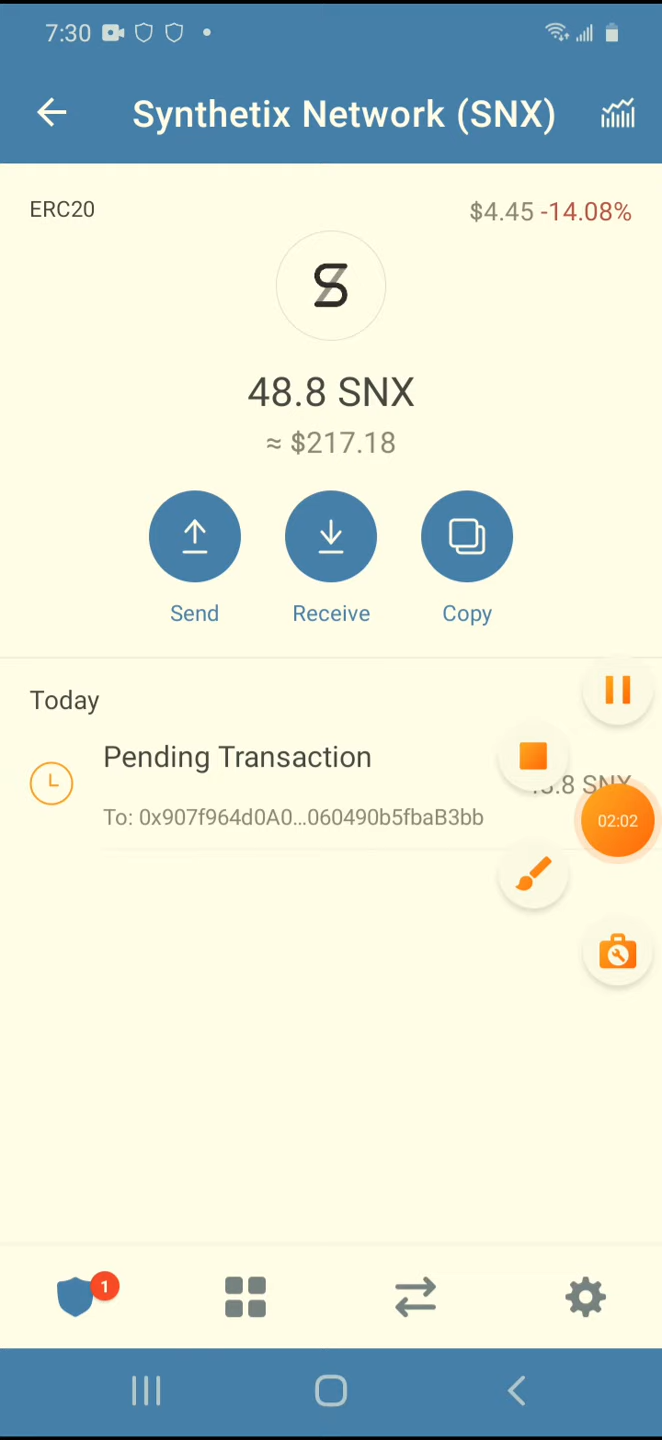 7:30
Synthetix Network (SNX)
ERC20
$4.45 -14.08%
48.8 SNX
≈ $217.18
Send
Receive
Copy
Today
Pending Transaction
.8 SNX
To: 0x907f964d0A0...060490b5fbaB3bb
02:02
1